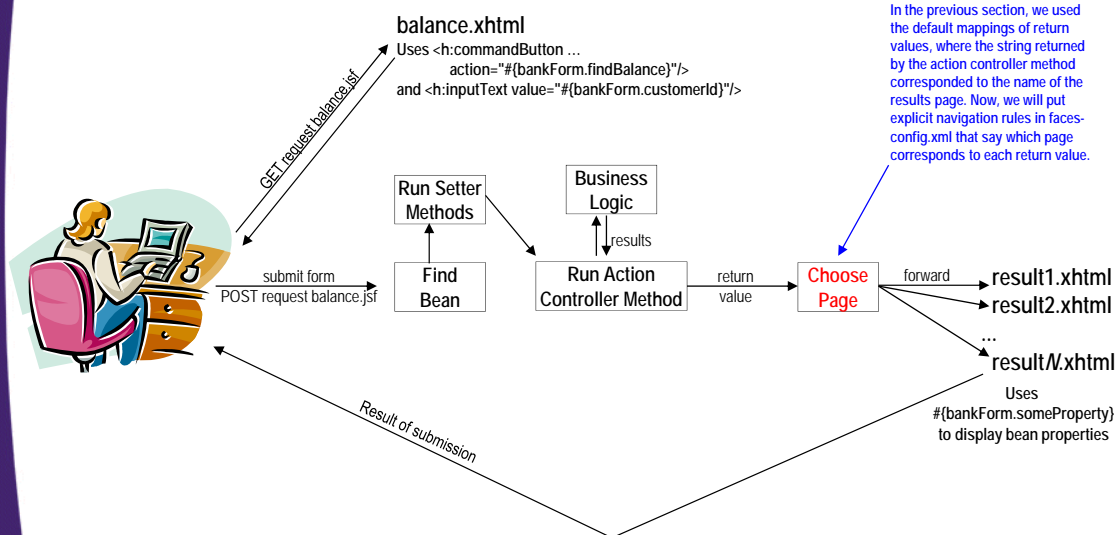 balance.xhtml
Uses <h:commandButton ...
action="#{bankForm.findBalance}"/>
and <h:inputText value="#{bankForm.customerId}"/>
In the previous section, we used
the default mappings of return
values, where the string returned
by the action controller method
corresponded to the name of the
results page. Now, we will put
explicit navigation rules in faces-
config.xml that say which page
corresponds to each return value.
GET request balance.jsf
Run Setter
Methods
Business
Logic
results
submit form
POST request balance.jsf
Find
Bean
Run Action
Controller Method
return
value
Choose
Page
forward
result1.xhtml
result2.xhtml
...
resultN.xhtml
Uses
#{bankForm.someProperty}
to display bean properties
Result of submission